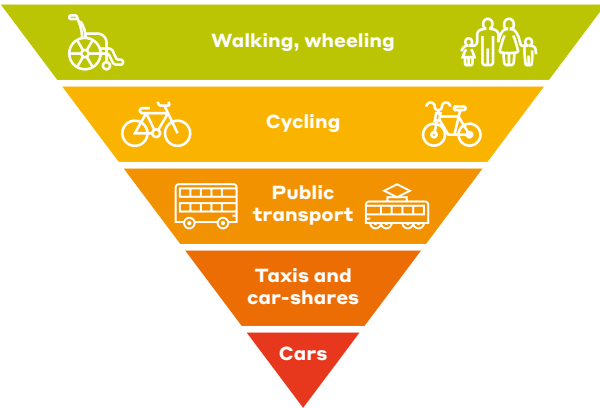 Walking, wheeling
Cycling
Public
transport
Taxis and
car-shares
Cars